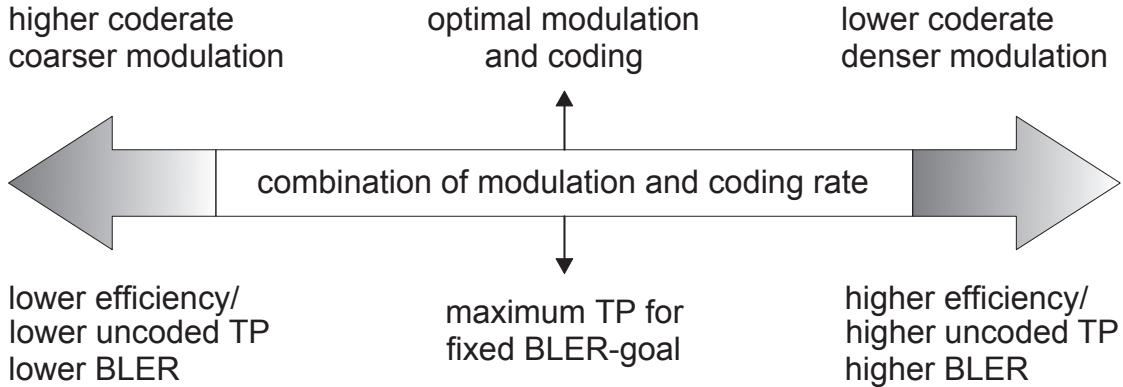 higher coderate
coarser modulation
optimal modulation
and coding
lower coderate
denser modulation
combination of modulation and coding rate
lower efficiency/
lower uncoded TP
lower BLER
maximum TP for
fixed BLER-goal
higher efficiency/
higher uncoded TP
higher BLER